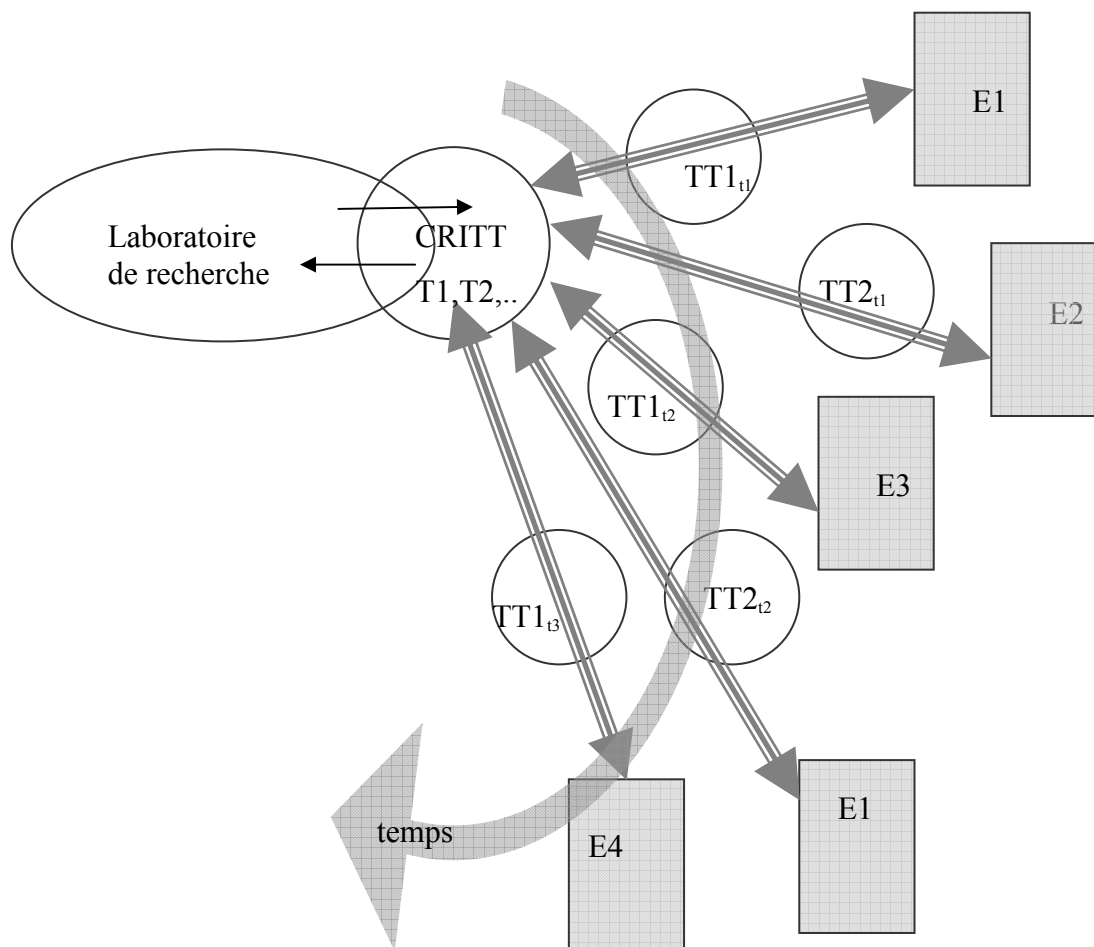 E1
TT1t1
Laboratoire
de recherche
CRITT
T1,T2,..
TT2t1
E2
TT1t2
E3
TT1t3
TT2t2
temps
E4
E1